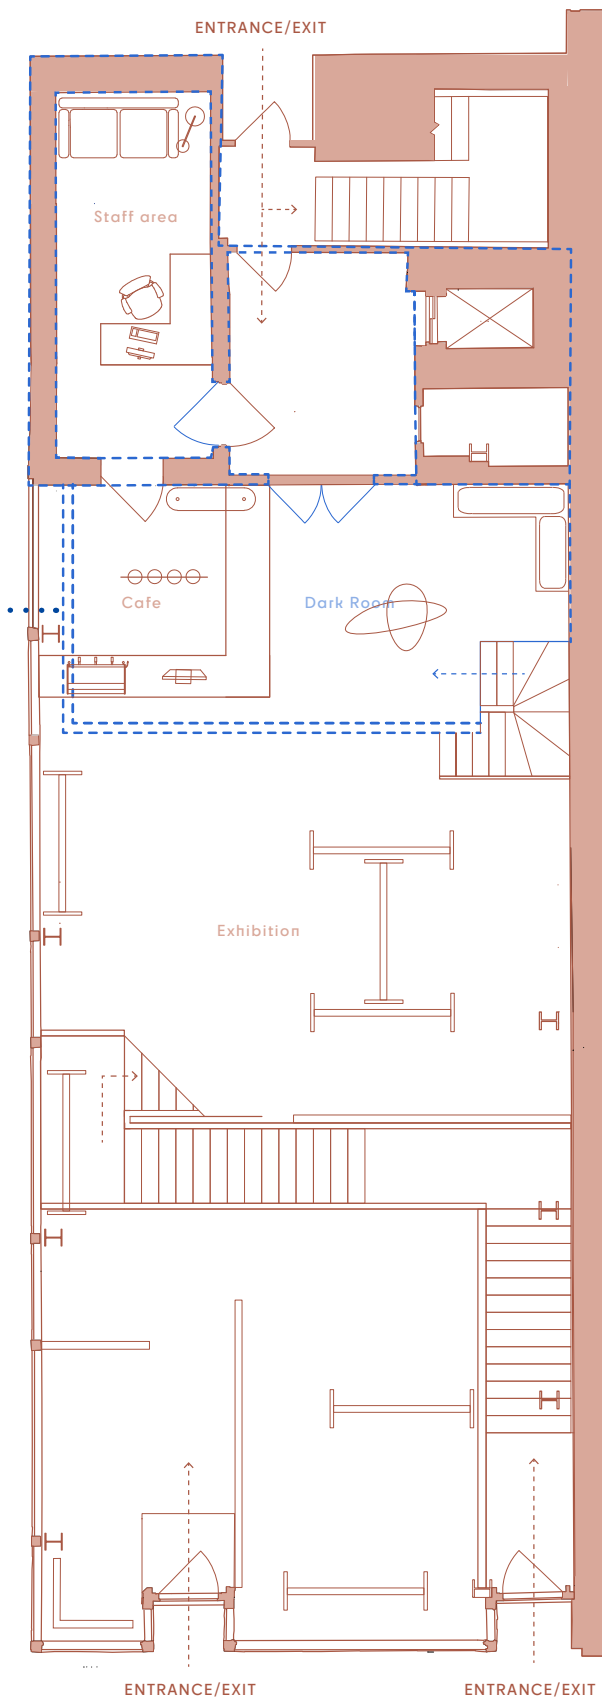 ENTRANCE/EXIT
Staff area
Cafe
Dark Room
Exhibition
ENTRANCE/EXIT
ENTRANCE/EXIT